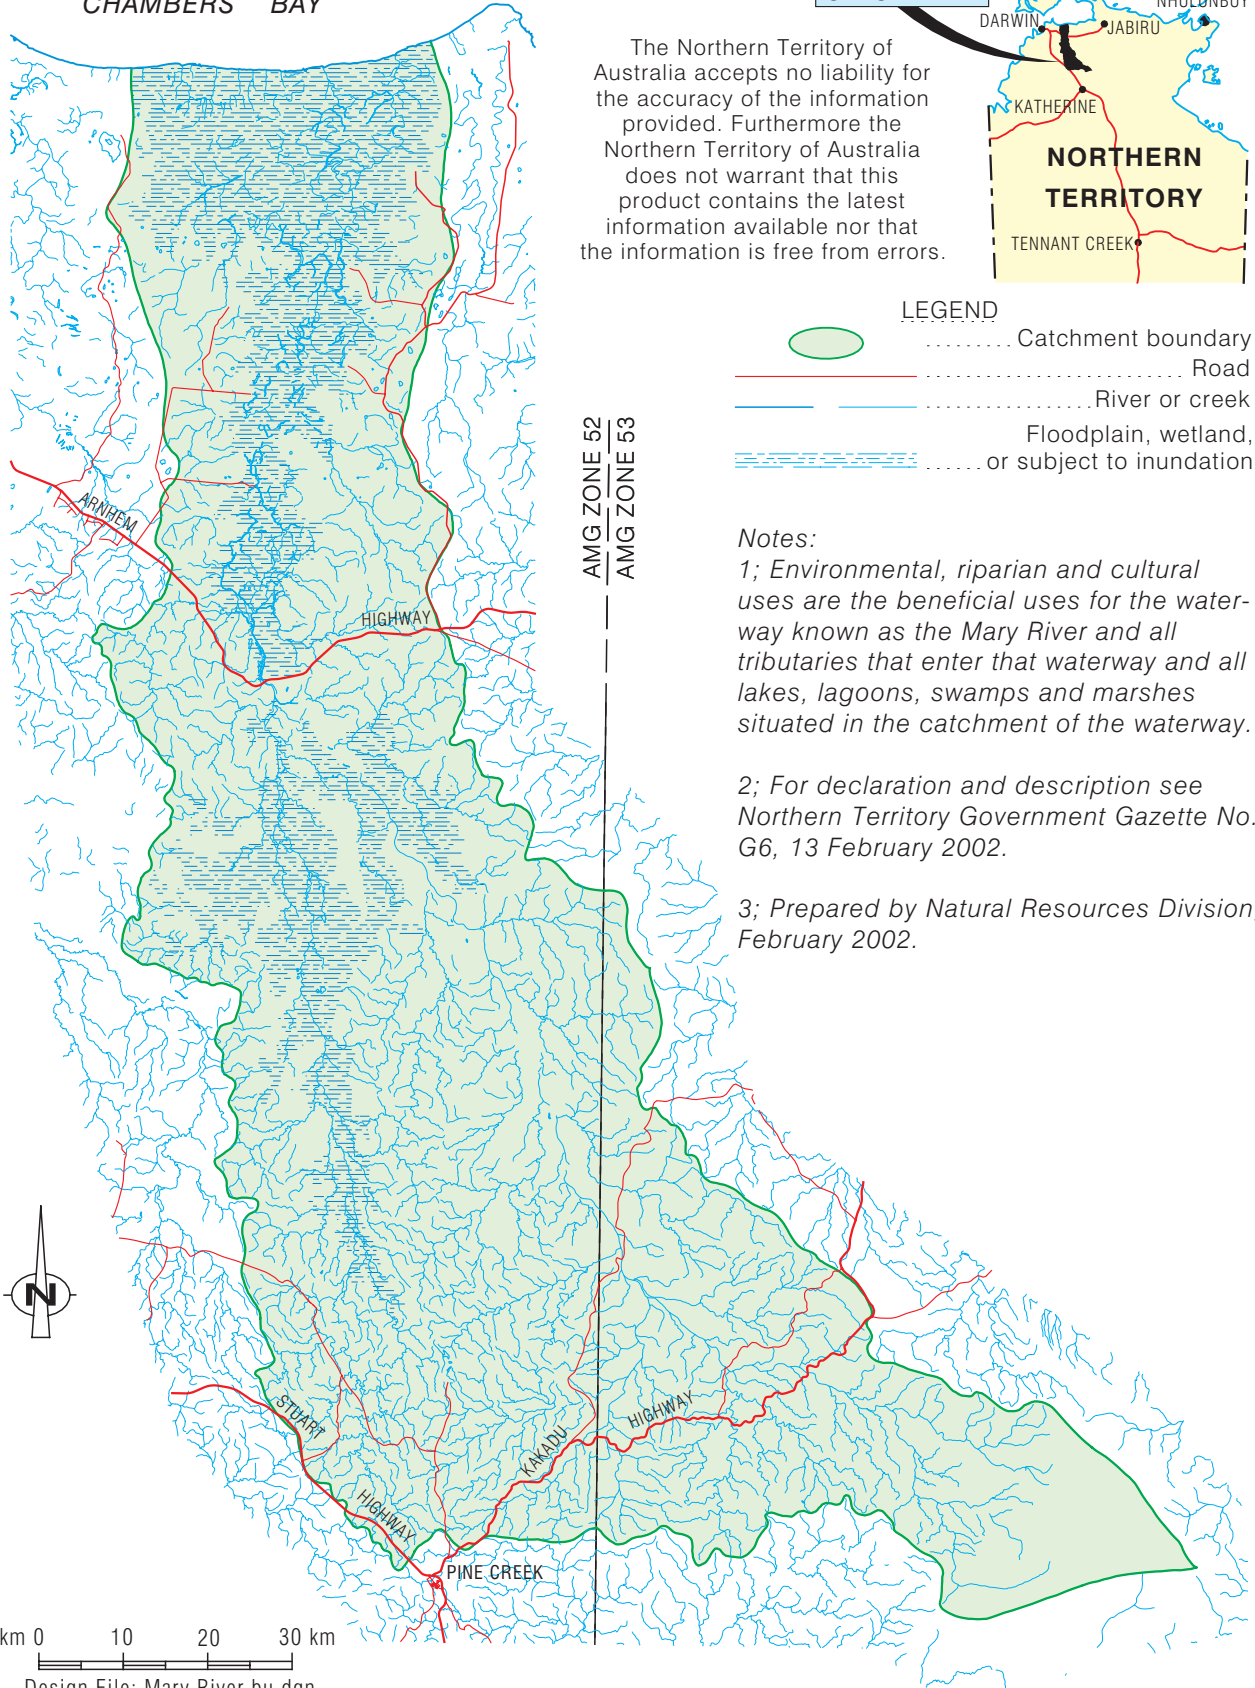 CHAMBERS BAY
The Northern Territory of
Australia accepts no liability for
the accuracy of the information
provided. Furthermore the
Northern Territory of Australia
does not warrant that this
product contains the latest
information available nor that
the information is free from errors.
DARWIN
JABIRU
NHULUNBUY
KATHERINE
NORTHERN
TERRITORY
TENNANT CREEK
LEGEND
Catchment boundary
Road
River or creek
Floodplain, wetland,
or subject to inundation
AMG ZONE 52
AMG ZONE 53
ARNHEM
HIGHWAY
Notes:
1; Environmental, riparian and cultural
uses are the beneficial uses for the water-
way known as the Mary River and all
tributaries that enter that waterway and all
lakes, lagoons, swamps and marshes
situated in the catchment of the waterway.
2; For declaration and description see
Northern Territory Government Gazette No.
G6, 13 February 2002.
3; Prepared by Natural Resources Division,
February 2002.
N
STUART
HIGHWAY
KAKADU
HIGHWAY
PINE CREEK
km 0 10 20 30 km
Design File: Mary River bu.dgn